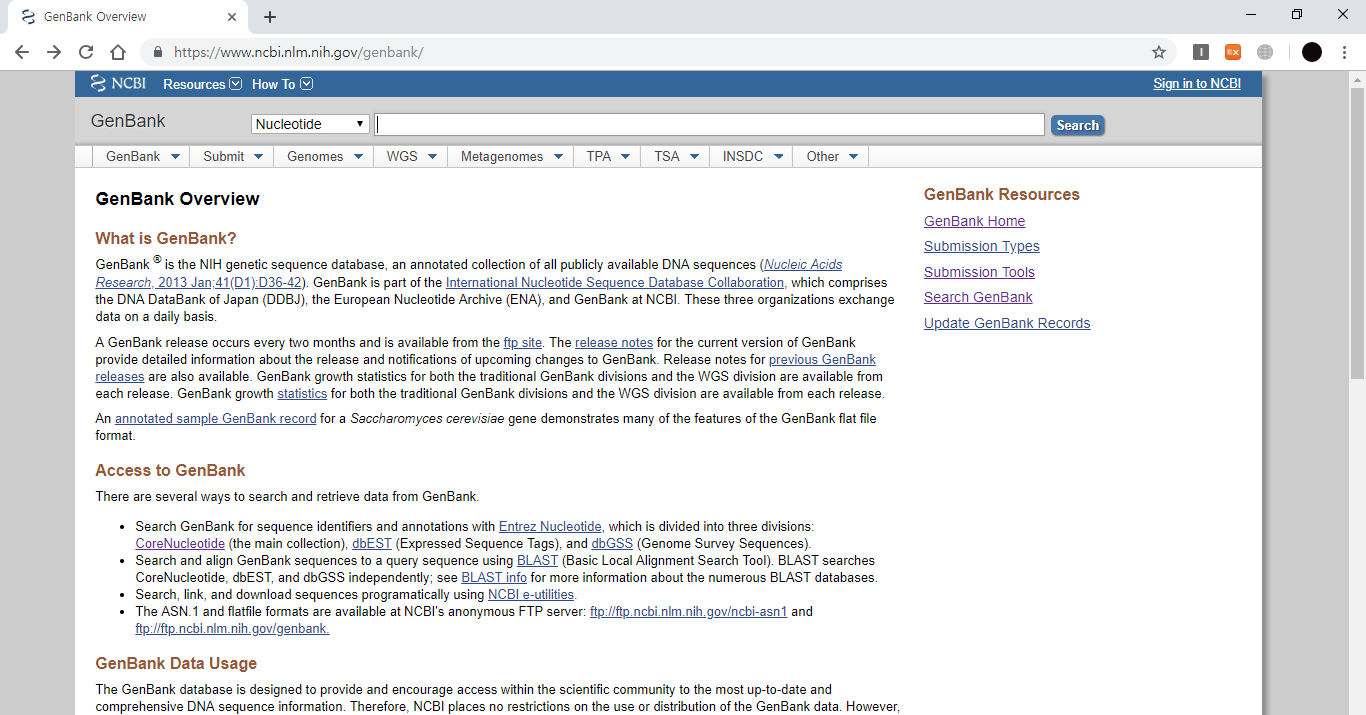 GenBank Overview
https://www.ncbi.nlm.nih.gov/genbank/
I
EX
NCBI Resources How To Sign in to NCBI
GenBank Nucleotide Search
GenBank Submit Genomes WGS Metagenomes TPA TSA INSDC Other
GenBank Overview
What is GenBank?
GenBank ® is the NIH genetic sequence database, an annotated collection of all publicly available DNA sequences (Nucleic Acids
Research, 2013 Jan;41(D1):D36-42). GenBank is part of the International Nucleotide Sequence Database Collaboration, which comprises
the DNA DataBank of Japan (DDBJ), the European Nucleotide Archive (ENA), and GenBank at NCBI. These three organizations exchange
data on a daily basis.
A GenBank release occurs every two months and is available from the ftp site. The release notes for the current version of GenBank
provide detailed information about the release and notifications of upcoming changes to GenBank. Release notes for previous GenBank
releases are also available. GenBank growth statistics for both the traditional GenBank divisions and the WGS division are available from
each release. GenBank growth statistics for both the traditional GenBank divisions and the WGS division are available from each release.
An annotated sample GenBank record for a Saccharomyces cerevisiae gene demonstrates many of the features of the GenBank flat file
format.
Access to GenBank
There are several ways to search and retrieve data from GenBank.
• Search GenBank for sequence identifiers and annotations with Entrez Nucleotide, which is divided into three divisions:
CoreNucleotide (the main collection), dbEST (Expressed Sequence Tags), and dbGSS (Genome Survey Sequences).
• Search and align GenBank sequences to a query sequence using BLAST (Basic Local Alignment Search Tool). BLAST searches
CoreNucleotide, dbEST, and dbGSS independently; see BLAST info for more information about the numerous BLAST databases.
• Search, link, and download sequences programatically using NCBI e-utilities.
• The ASN.1 and flatfile formats are available at NCBI's anonymous FTP server: ftp://ftp.ncbi.nlm.nih.gov/ncbi-asn1 and
ftp://ftp.ncbi.nlm.nih.gov/genbank.
GenBank Data Usage
The GenBank database is designed to provide and encourage access within the scientific community to the most up-to-date and
comprehensive DNA sequence information. Therefore, NCBI places no restrictions on the use or distribution of the GenBank data. However,
GenBank Resources
GenBank Home
Submission Types
Submission Tools
Search GenBank
Update GenBank Records